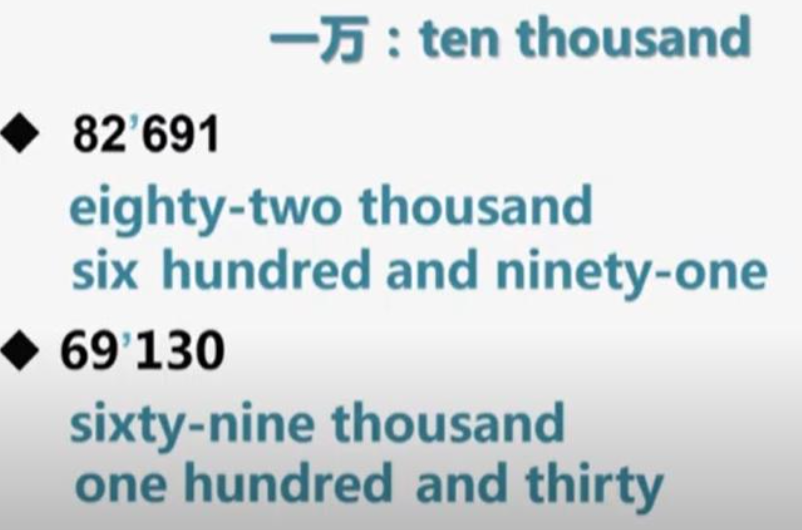 一万：ten thousand
◆ 82’691
eighty-two thousand
six hundred and ninety-one
◆ 69’130
sixty-nine thousand
one hundred and thirty